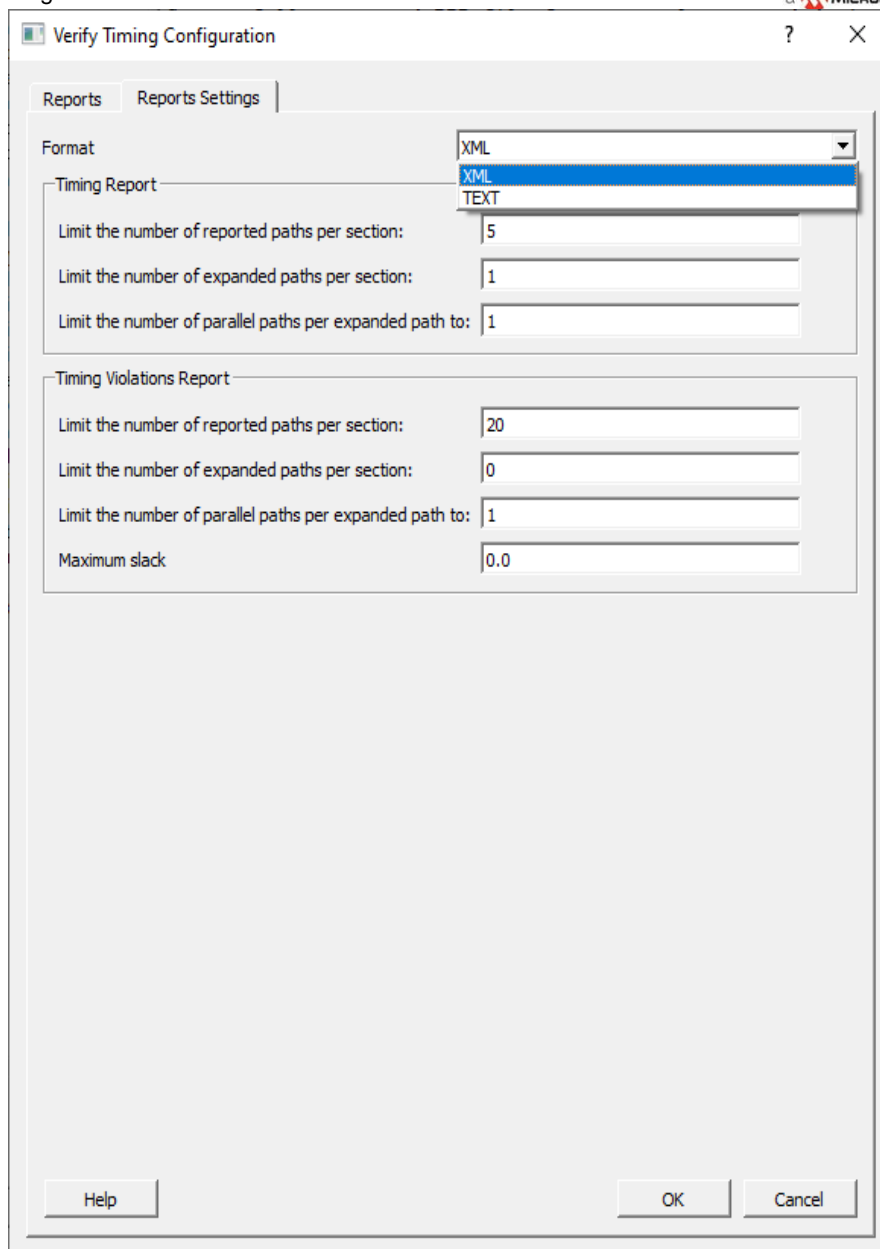 Verify Timing Configuration
?
Reports
Reports Settings
Format
XML
XML
TEXT
Timing Report
Limit the number of reported paths per section:
5
Limit the number of expanded paths per section:
1
Limit the number of parallel paths per expanded path to:
1
Timing Violations Report
Limit the number of reported paths per section:
20
Limit the number of expanded paths per section:
0
Limit the number of parallel paths per expanded path to:
1
Maximum slack
0.0
Help
OK
Cancel